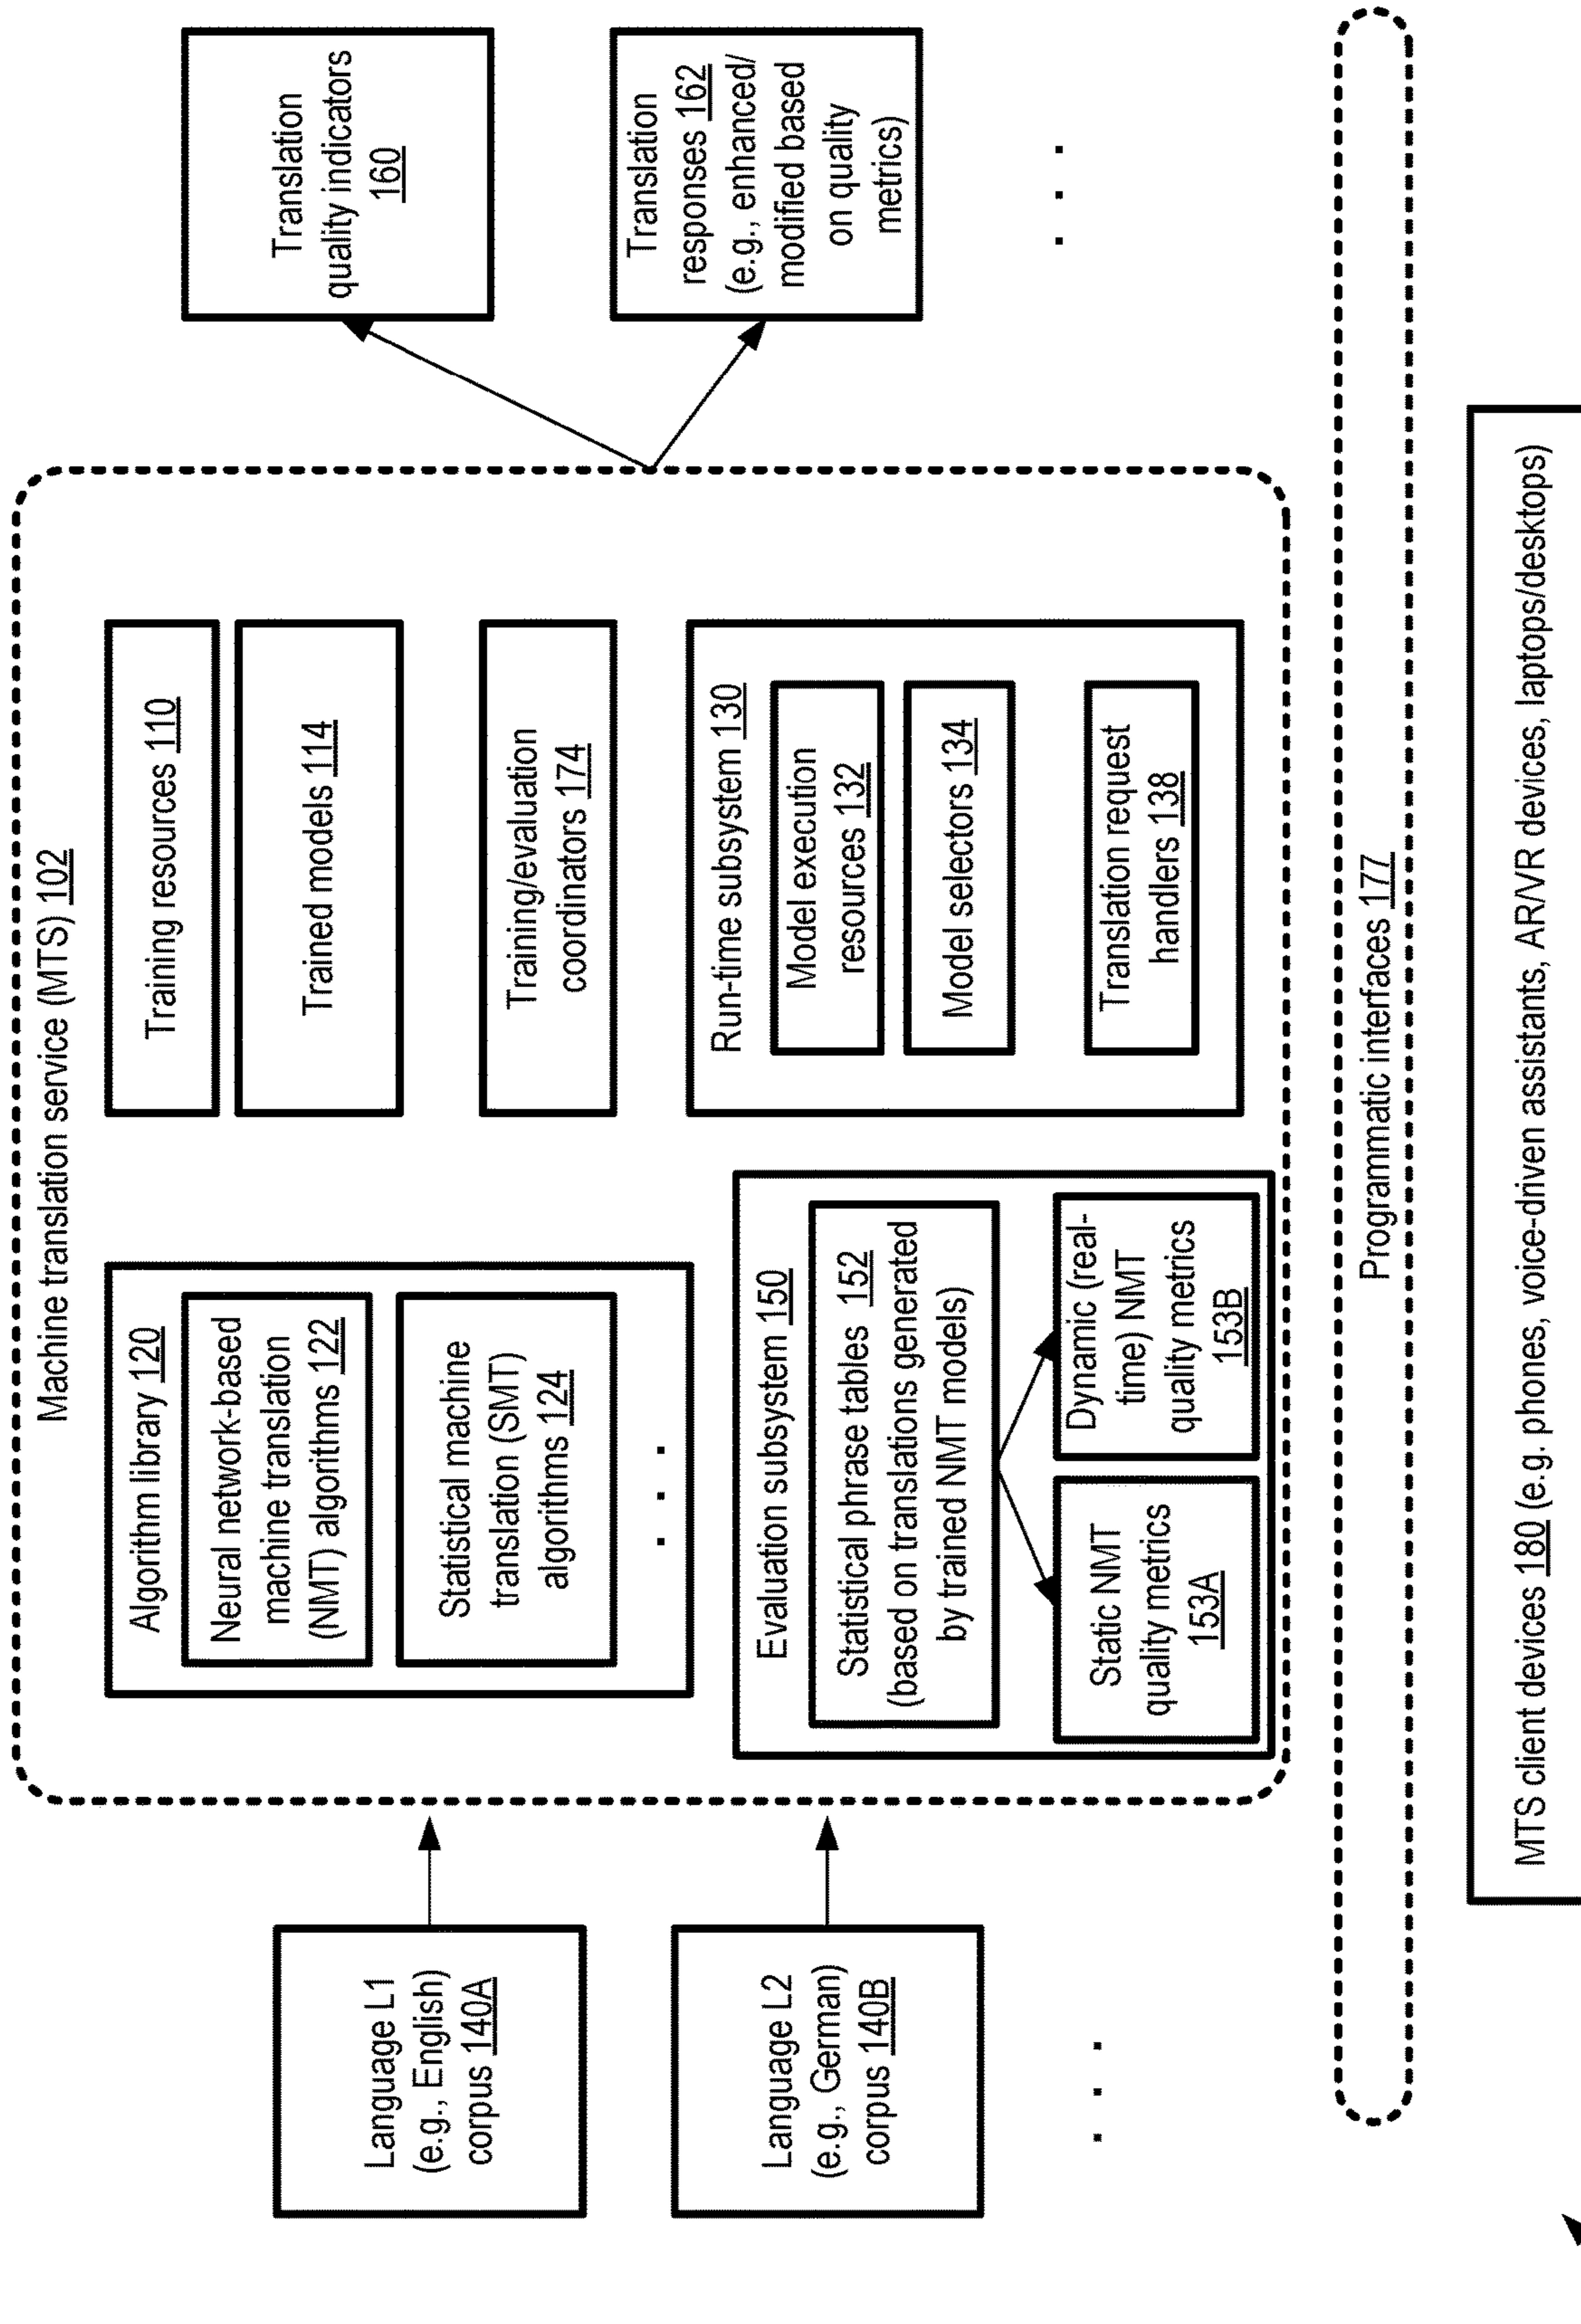 Machine translation service (MTS) 102
Language L1
(e.g., English)
corpus 140A
Language L2
(e.g., German)
corpus 140B
. . .
Algorithm library 120
Neural network-based
machine translation
(NMT) algorithms 122
Statistical machine
translation (SMT)
algorithms 124
. . .
Evaluation subsystem 150
Statistical phrase tables 152
(based on translations generated
by trained NMT models)
Static NMT
quality metrics
153A
Dynamic (real-
time) NMT
quality metrics
153B
Training resources 110
Trained models 114
Training/evaluation
coordinators 174
Run-time subsystem 130
Model execution
resources 132
Model selectors 134
Translation request
handlers 138
Translation
quality indicators
160
Translation
responses 162
(e.g., enhanced/
modified based
on quality
metrics)
. . .
Programmatic interfaces 177
MTS client devices 180 (e.g. phones, voice-driven assistants, AR/VR devices, laptops/desktops)